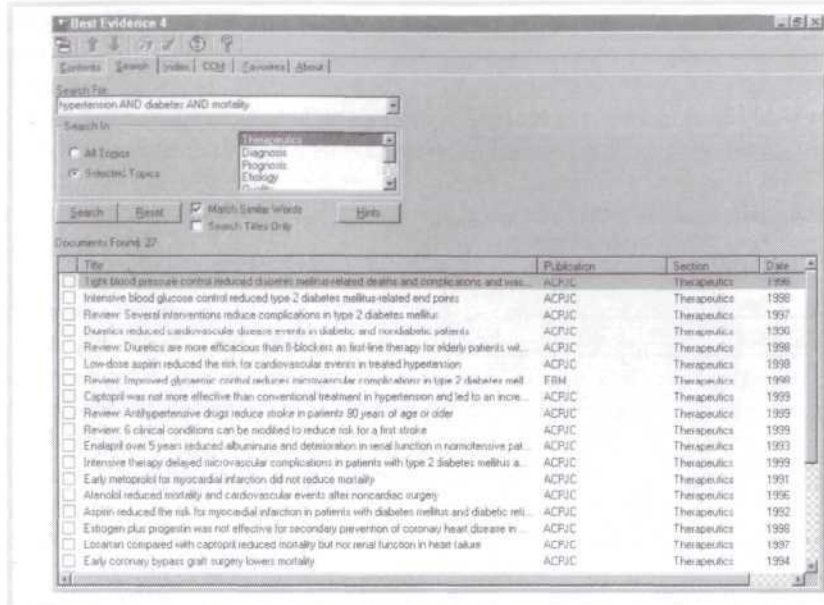 Best Evidence 4
Contents Search Index CCM Favorites About
Search For:
hypertension AND diabetes AND mortality
Search In
All Topics
Selected Topics
Therapeutics
Diagnosis
Prognosis
Etiology
Search Reset Match Similar Words Hints
Search Titles Only
Documents Found: 27
Title Publication Section Date
Tight blood pressure control reduced diabetes mellitus-related deaths and complications and was... ACPJC Therapeutics
Intensive blood glucose control reduced type 2 diabetes mellitus-related end points ACPJC Therapeutics 1998
Review: Several interventions reduce complications in type 2 diabetes mellitus ACPJC Therapeutics 1997
Diuretics reduced cardiovascular disease events in diabetic and nondiabetic patients ACPJC Therapeutics
Review: Diuretics are more efficacious than ß-blockers as first-line therapy for elderly patients wit... ACPJC Therapeutics 1998
Low-dose aspirin reduced the risk for cardiovascular events in treated hypertension ACPJC Therapeutics 1998
Review: Improved glycaemic control reduces microvascular complications in type 2 diabetes mell... EBM Therapeutics 1998
Captopril was not more effective than conventional treatment in hypertension and led to an incre... ACPJC Therapeutics 1999
Review: Antihypertensive drugs reduce stroke in patients 80 years of age or older ACPJC Therapeutics 1999
Review: 6 clinical conditions can be modified to reduce risk for a first stroke ACPJC Therapeutics 1999
Enalapril over 5 years reduced albuminuria and deterioration in renal function in normotensive pat... ACPJC Therapeutics 1993
Intensive therapy delayed microvascular complications in patients with type 2 diabetes mellitus a... ACPJC Therapeutics 1999
Early metoprolol for myocardial infarction did not reduce mortality ACPJC Therapeutics 1991
Atenolol reduced mortality and cardiovascular events after noncardiac surgery ACPJC Therapeutics 1996
Aspirin reduced the risk for myocardial infarction in patients with diabetes mellitus and diabetic reti... ACPJC Therapeutics 1992
Estrogen plus progestin was not effective for secondary prevention of coronary heart disease in ... ACPJC Therapeutics 1998
Losartan compared with captopril reduced mortality but not renal function in heart failure ACPJC Therapeutics 1997
Early coronary bypass graft surgery lowers mortality ACPJC Therapeutics 1994